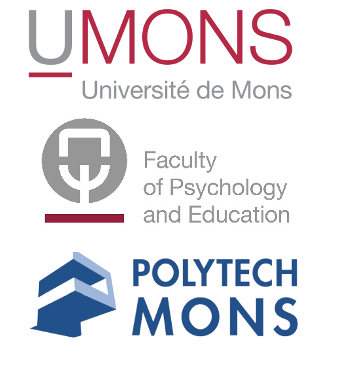 UMONS
Université de Mons
Faculty
of Psychology
and Education
POLYTECH
MONS